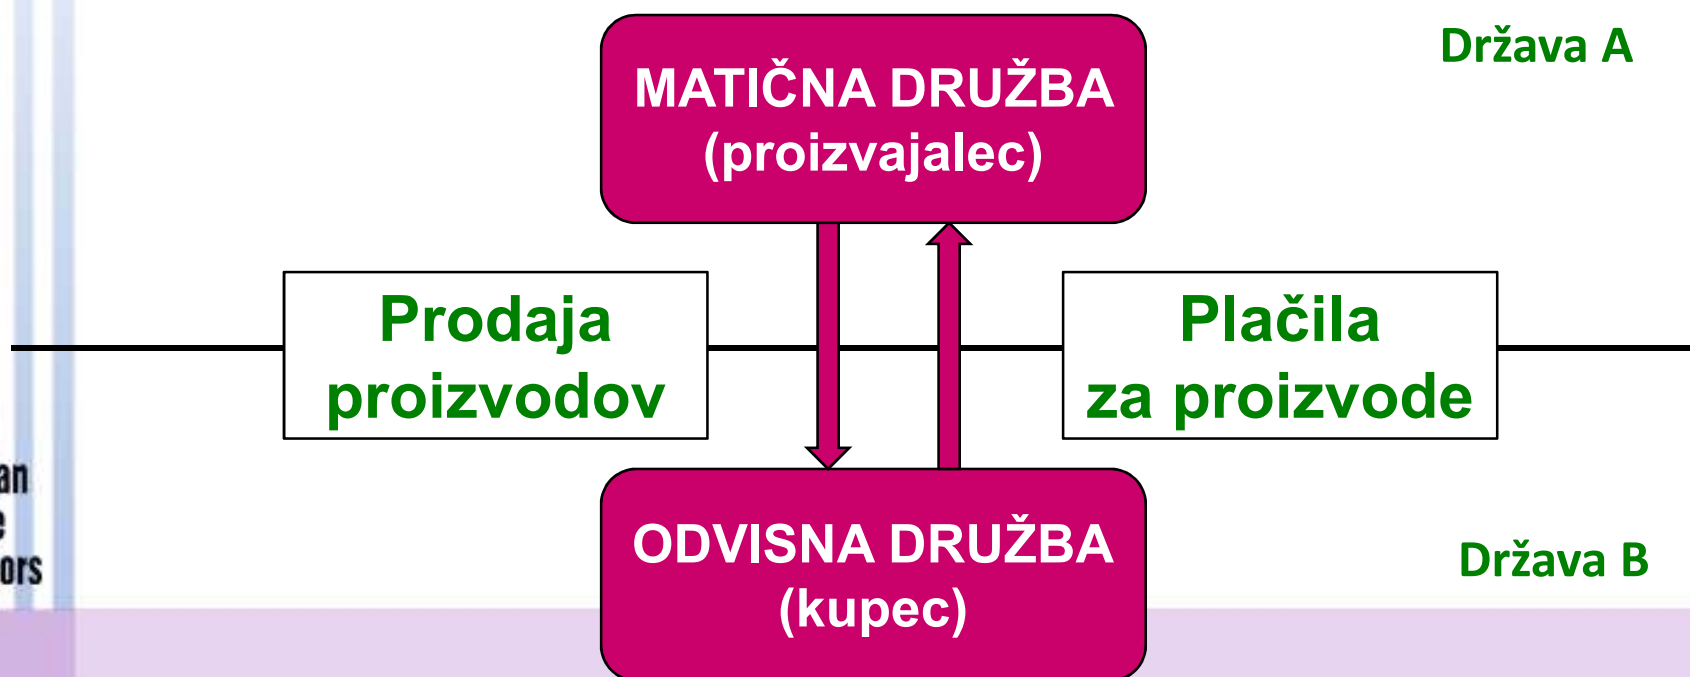 Država A
MATIČNA DRUŽBA
(proizvajalec)
Prodaja
proizvodov
Plačila
za proizvode
ODVISNA DRUŽBA
(kupec)
Država B